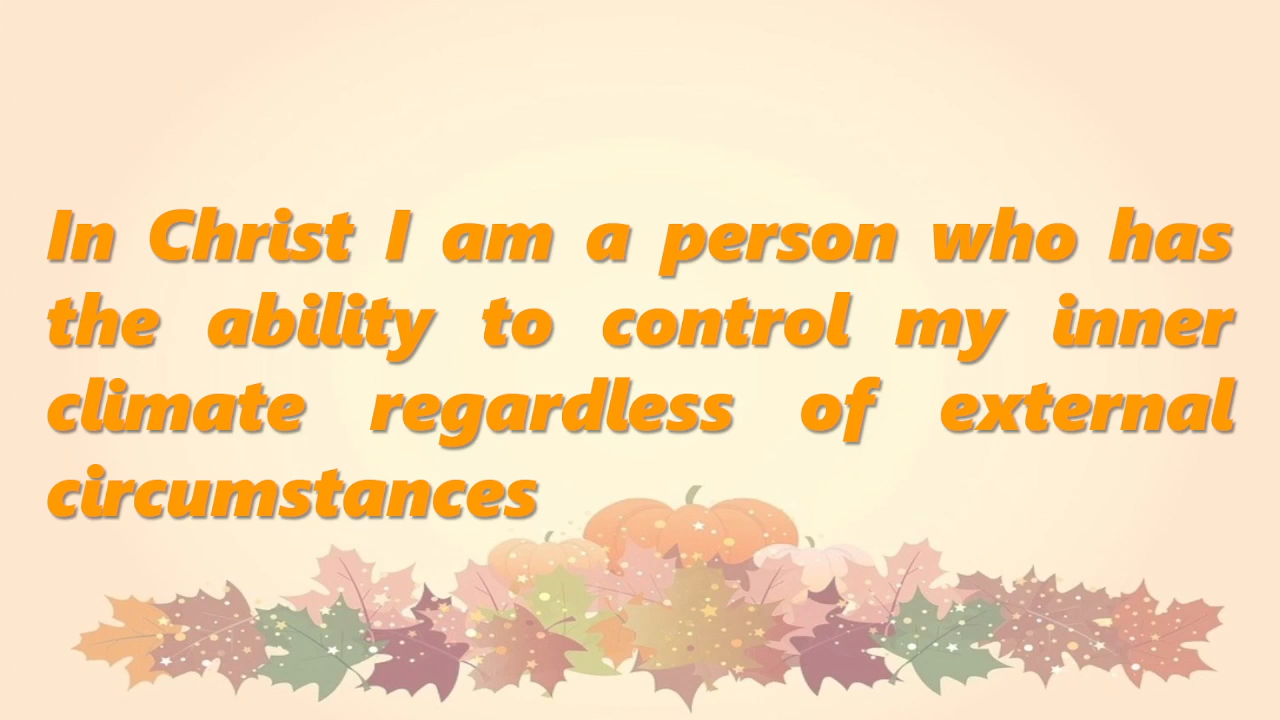 In Christ I am a person who has
the ability to control my inner
climate regardless of external
circumstances